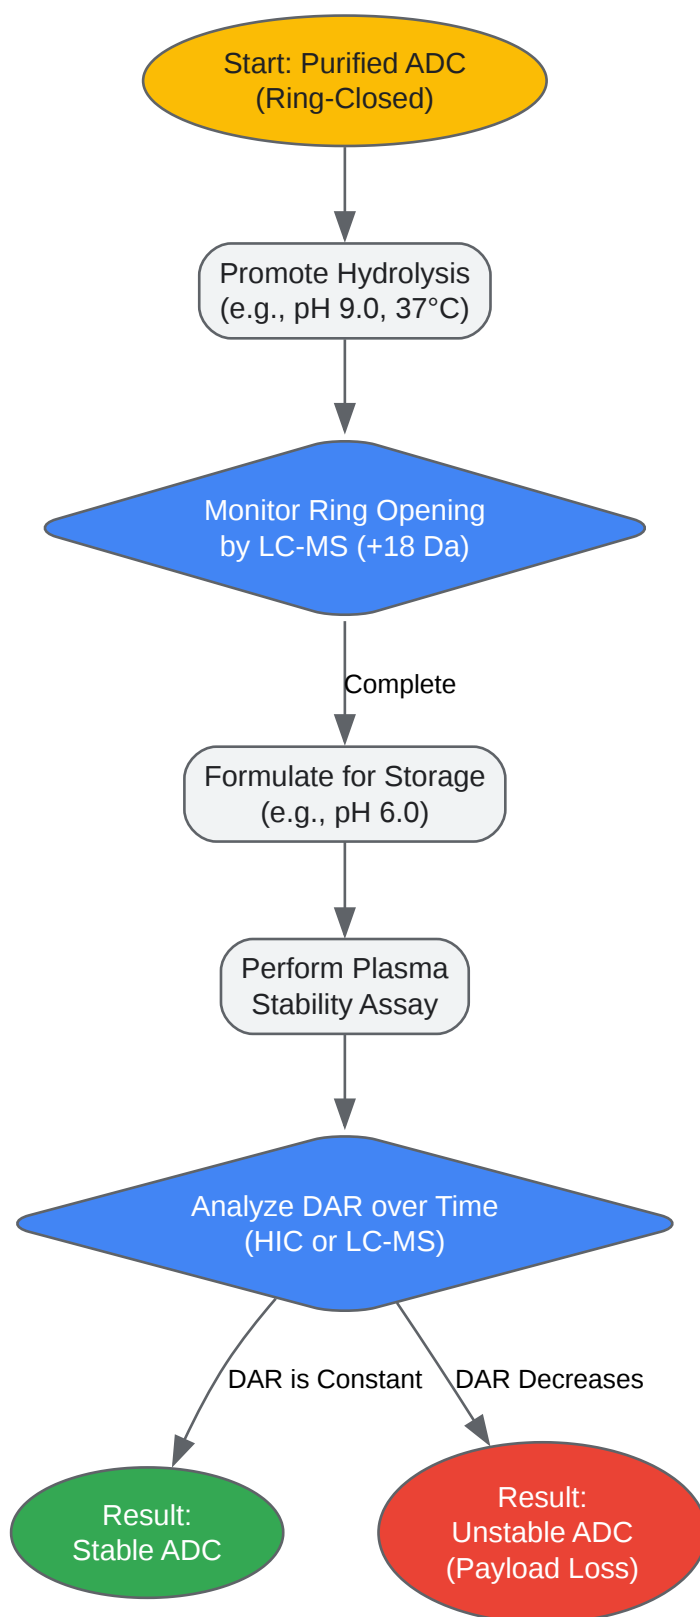 Start: Purified ADC
(Ring-Closed)
Promote Hydrolysis
(e.g., pH 9.0, 37°C)
Monitor Ring Opening
by LC-MS (+18 Da)
Complete
Formulate for Storage
(e.g., pH 6.0)
Perform Plasma
Stability Assay
Analyze DAR over Time
(HIC or LC-MS)
DAR is Constant
DAR Decreases
Result:
Stable ADC
Result:
Unstable ADC
(Payload Loss)